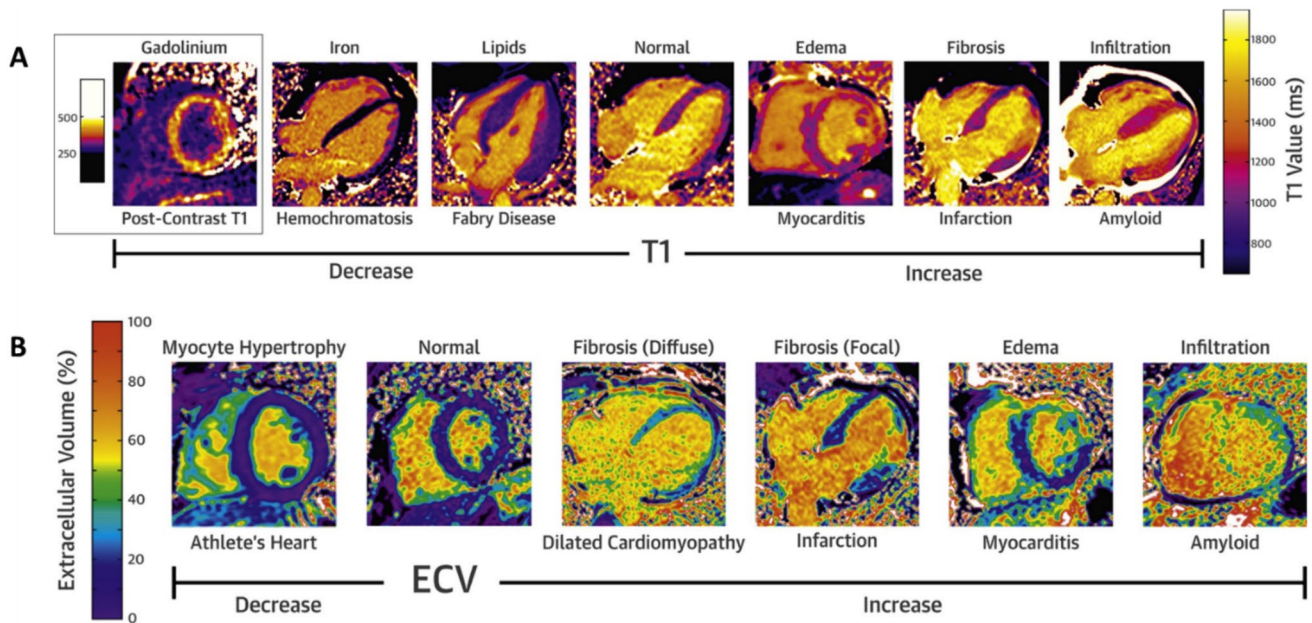 A
Gadolinium
Iron
Lipids
Normal
Edema
Fibrosis
Infiltration
500
250
Post-Contrast T1
Hemochromatosis
Fabry Disease
Myocarditis
Infarction
Amyloid
T1
Decrease
Increase
T1 Value (ms)
1800
1600
1400
1200
1000
800
B
Extracellular Volume (%)
100
80
60
40
20
0
Myocyte Hypertrophy
Normal
Fibrosis (Diffuse)
Fibrosis (Focal)
Edema
Infiltration
Athlete's Heart
Dilated Cardiomyopathy
Infarction
Myocarditis
Amyloid
ECV
Decrease
Increase